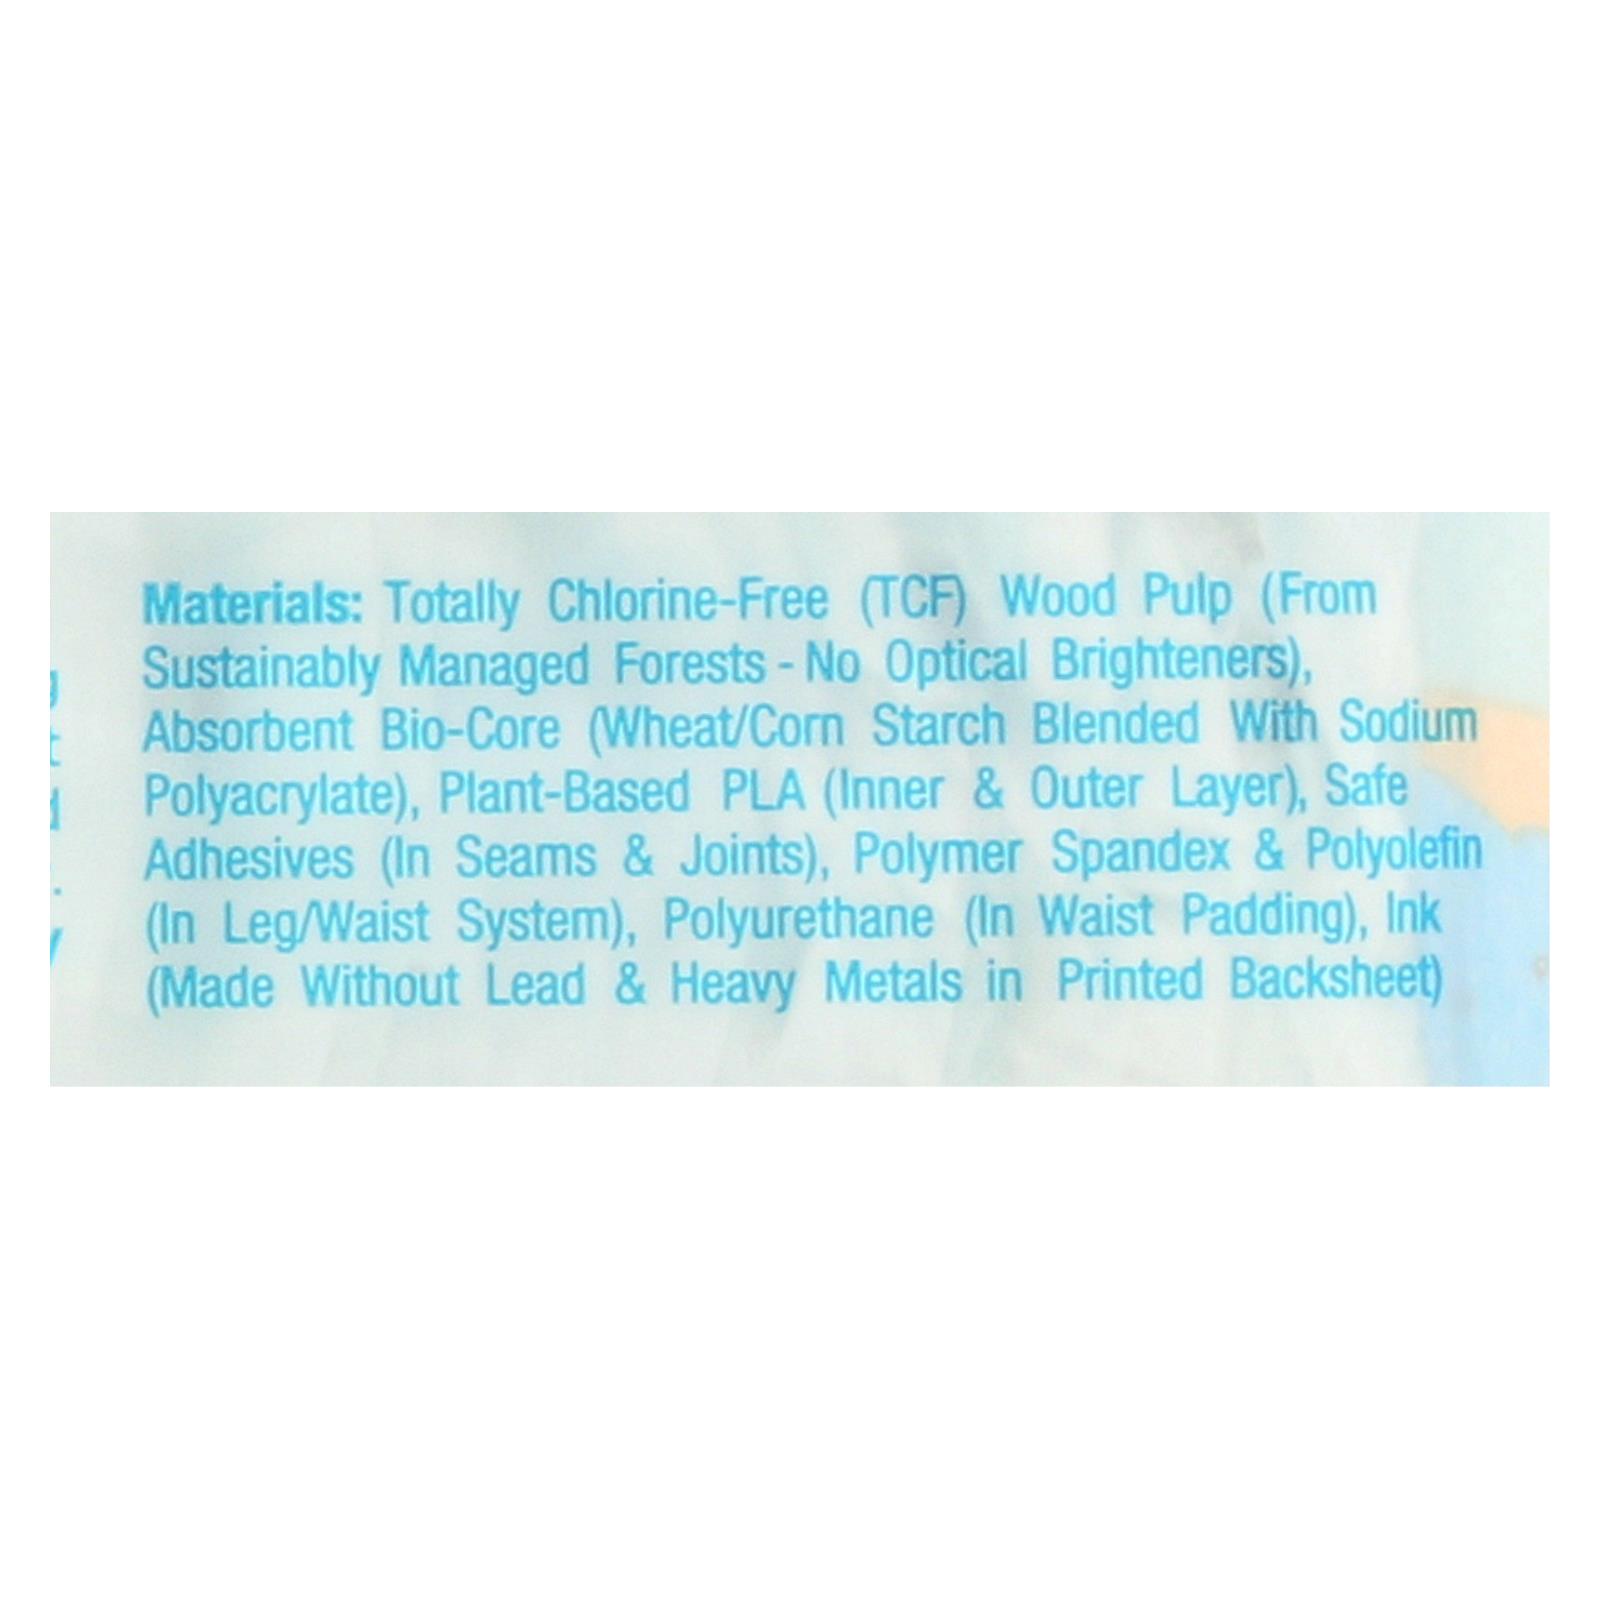 Materials: Totally Chlorine-Free (TCF) Wood Pulp (From
Sustainably Managed Forests - No Optical Brighteners),
Absorbent Bio-Core (Wheat/Corn Starch Blended With Sodium
Polyacrylate), Plant-Based PLA (Inner & Outer Layer), Safe
Adhesives (In Seams & Joints), Polymer Spandex & Polyolefin
(In Leg/Waist System), Polyurethane (In Waist Padding), Ink
(Made Without Lead & Heavy Metals in Printed Backsheet)